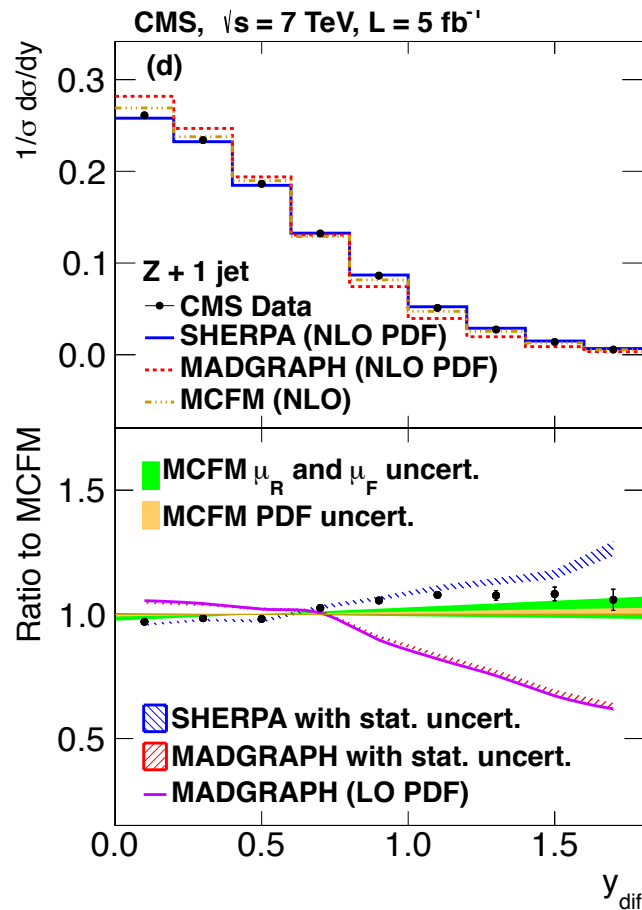 CMS, √s = 7 TeV, L = 5 fb⁻¹
(d)
1/σ dσ/dy
0.3
0.2
0.1
0.0
Z + 1 jet
CMS Data
SHERPA (NLO PDF)
MADGRAPH (NLO PDF)
MCFM (NLO)
Ratio to MCFM
1.5
1.0
0.5
MCFM μ_R and μ_F uncert.
MCFM PDF uncert.
SHERPA with stat. uncert.
MADGRAPH with stat. uncert.
MADGRAPH (LO PDF)
0.0 0.5 1.0 1.5
y_dif